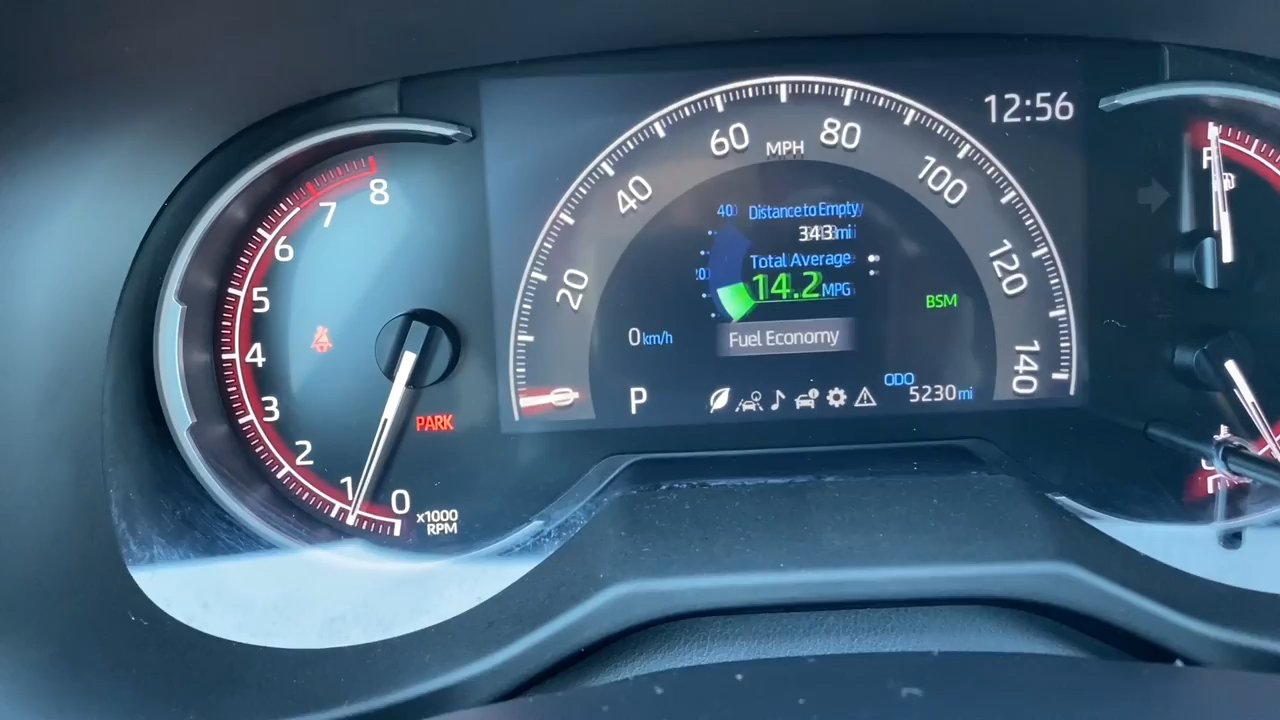 8
7
6
5
4
3
2
1
0
x1000
RPM
PARK
0
20
40
60
80
100
120
140
MPH
12:56
40
Distance to Empty
343 mi
Total Average
14.2 MPG
Fuel Economy
0 km/h
BSM
P
ODO
5230 mi